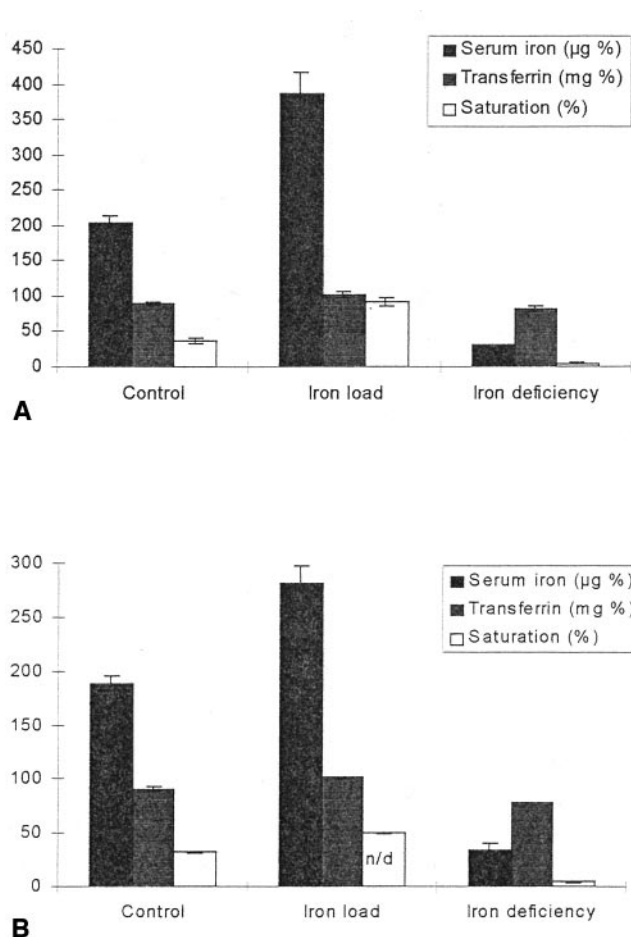 450
400
350
300
250
200
150
100
50
0
Serum iron (µg %)
Transferrin (mg %)
Saturation (%)
Control Iron load Iron deficiency
A
300
250
200
150
100
50
0
Serum iron (µg %)
Transferrin (mg %)
Saturation (%)
n/d
Control Iron load Iron deficiency
B